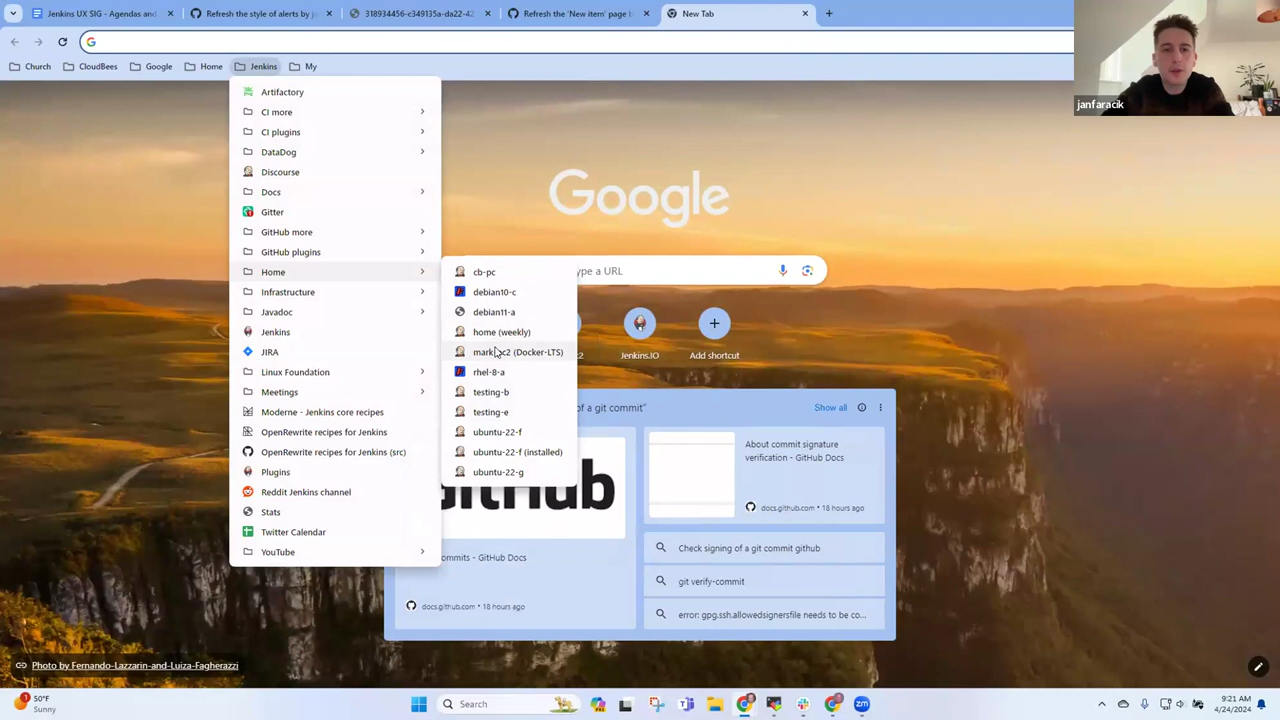 Jenkins UX SIG - Agendas and
Refresh the style of alerts by j
318934456-c349135a-da22-42
Refresh the 'New item' page b
New Tab
Church
CloudBees
Google
Home
Jenkins
My
janfaracik
Artifactory
CI more
CI plugins
DataDog
Discourse
Docs
Gitter
GitHub more
GitHub plugins
Home
Infrastructure
Javadoc
Jenkins
JIRA
Linux Foundation
Meetings
Moderne - Jenkins core recipes
OpenRewrite recipes for Jenkins
OpenRewrite recipes for Jenkins (src)
Plugins
Reddit Jenkins channel
Stats
Twitter Calendar
YouTube
cb-pc
debian10-c
debian11-a
home (weekly)
(Docker-LTS)
rhel-8-a
testing-b
testing-e
ubuntu-22-f
ubuntu-22-f (installed)
ubuntu-22-g
Google
type a URL
Jenkins.IO
Add shortcut
of a git commit"
Show all
GitHub
ommits - GitHub Docs
docs.github.com • 18 hours ago
About commit signature
verification - GitHub Docs
docs.github.com • 18 hours ago
Check signing of a git commit github
git verify-commit
error: gpg.ssh.allowedsignersfile needs to be co...
Photo by Fernando-Lazzarin-and-Luiza-Fagherazzi
1
50°F
Sunny
Search
zm
9:21 AM
4/24/2024